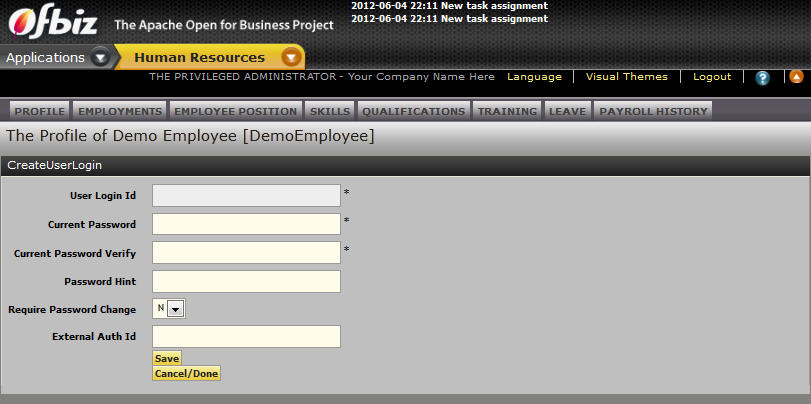 2012-06-04 22:11 New task assignment
2012-06-04 22:11 New task assignment
Ofbiz The Apache Open for Business Project
Applications Human Resources
THE PRIVILEGED ADMINISTRATOR - Your Company Name Here Language Visual Themes Logout ?
PROFILE EMPLOYMENTS EMPLOYEE POSITION SKILLS QUALIFICATIONS TRAINING LEAVE PAYROLL HISTORY
The Profile of Demo Employee [DemoEmployee]
CreateUserLogin
User Login Id *
Current Password *
Current Password Verify *
Password Hint
Require Password Change N
External Auth Id
Save
Cancel/Done